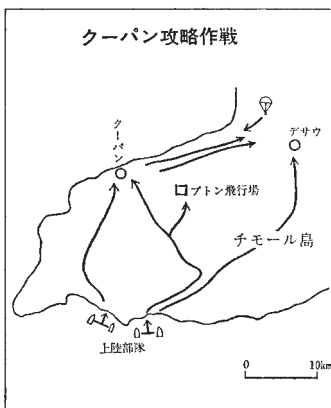 クーパン攻略作戦
デサウ
クーパン
プトン飛行場
チモール島
上陸部隊
0 10km